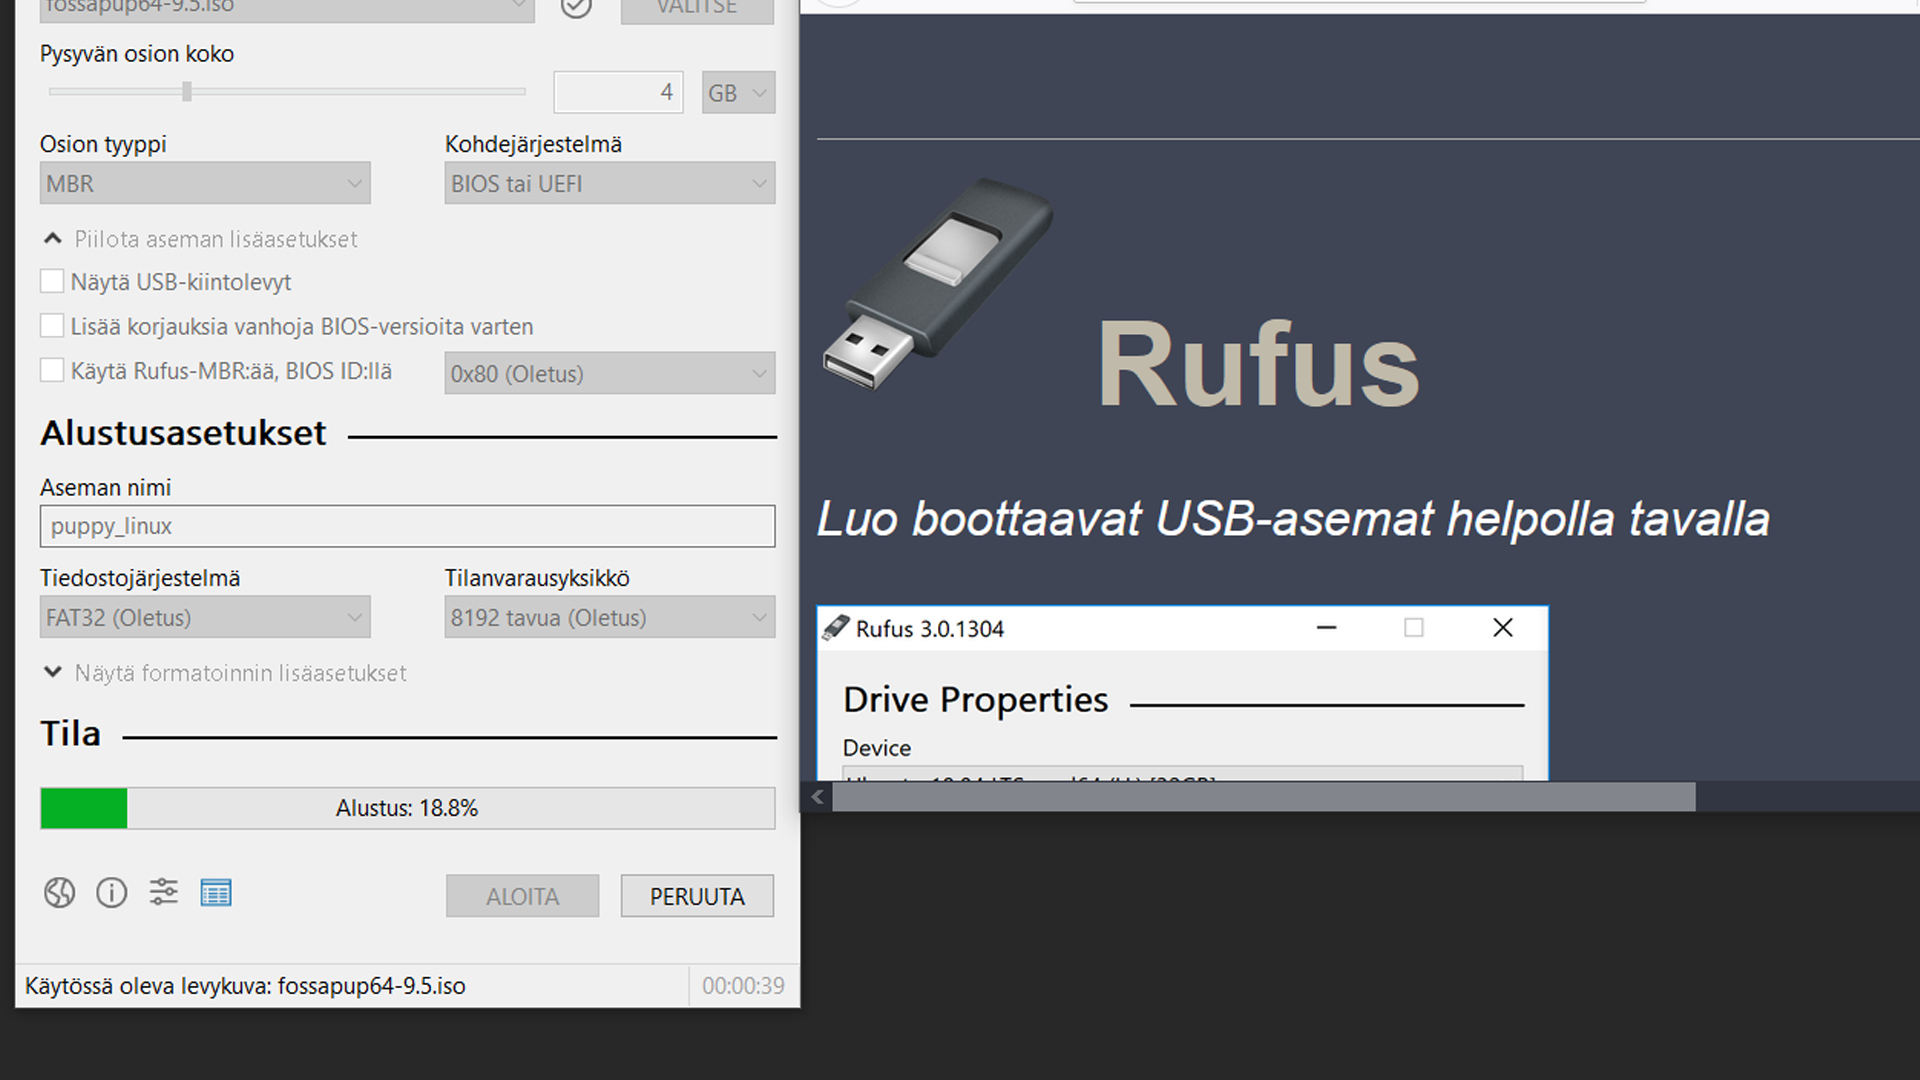 fossapup64-9.5.iso
VALITSE
Pysyvän osion koko
4 GB
Osion tyyppi
Kohdejärjestelmä
MBR
BIOS tai UEFI
Piilota aseman lisäasetukset
Näytä USB-kiintolevyt
Lisää korjauksia vanhoja BIOS-versioita varten
Käytä Rufus-MBR:ää, BIOS ID:llä
0x80 (Oletus)
Alustusasetukset
Aseman nimi
puppy_linux
Tiedostojärjestelmä
Tilanvarausyksikkö
FAT32 (Oletus)
8192 tavua (Oletus)
Näytä formatoinnin lisäasetukset
Tila
Alustus: 18.8%
ALOITA
PERUUTA
Käytössä oleva levykuva: fossapup64-9.5.iso
00:00:39
Rufus
Luo boottaavat USB-asemat helpolla tavalla
Rufus 3.0.1304
Drive Properties
Device